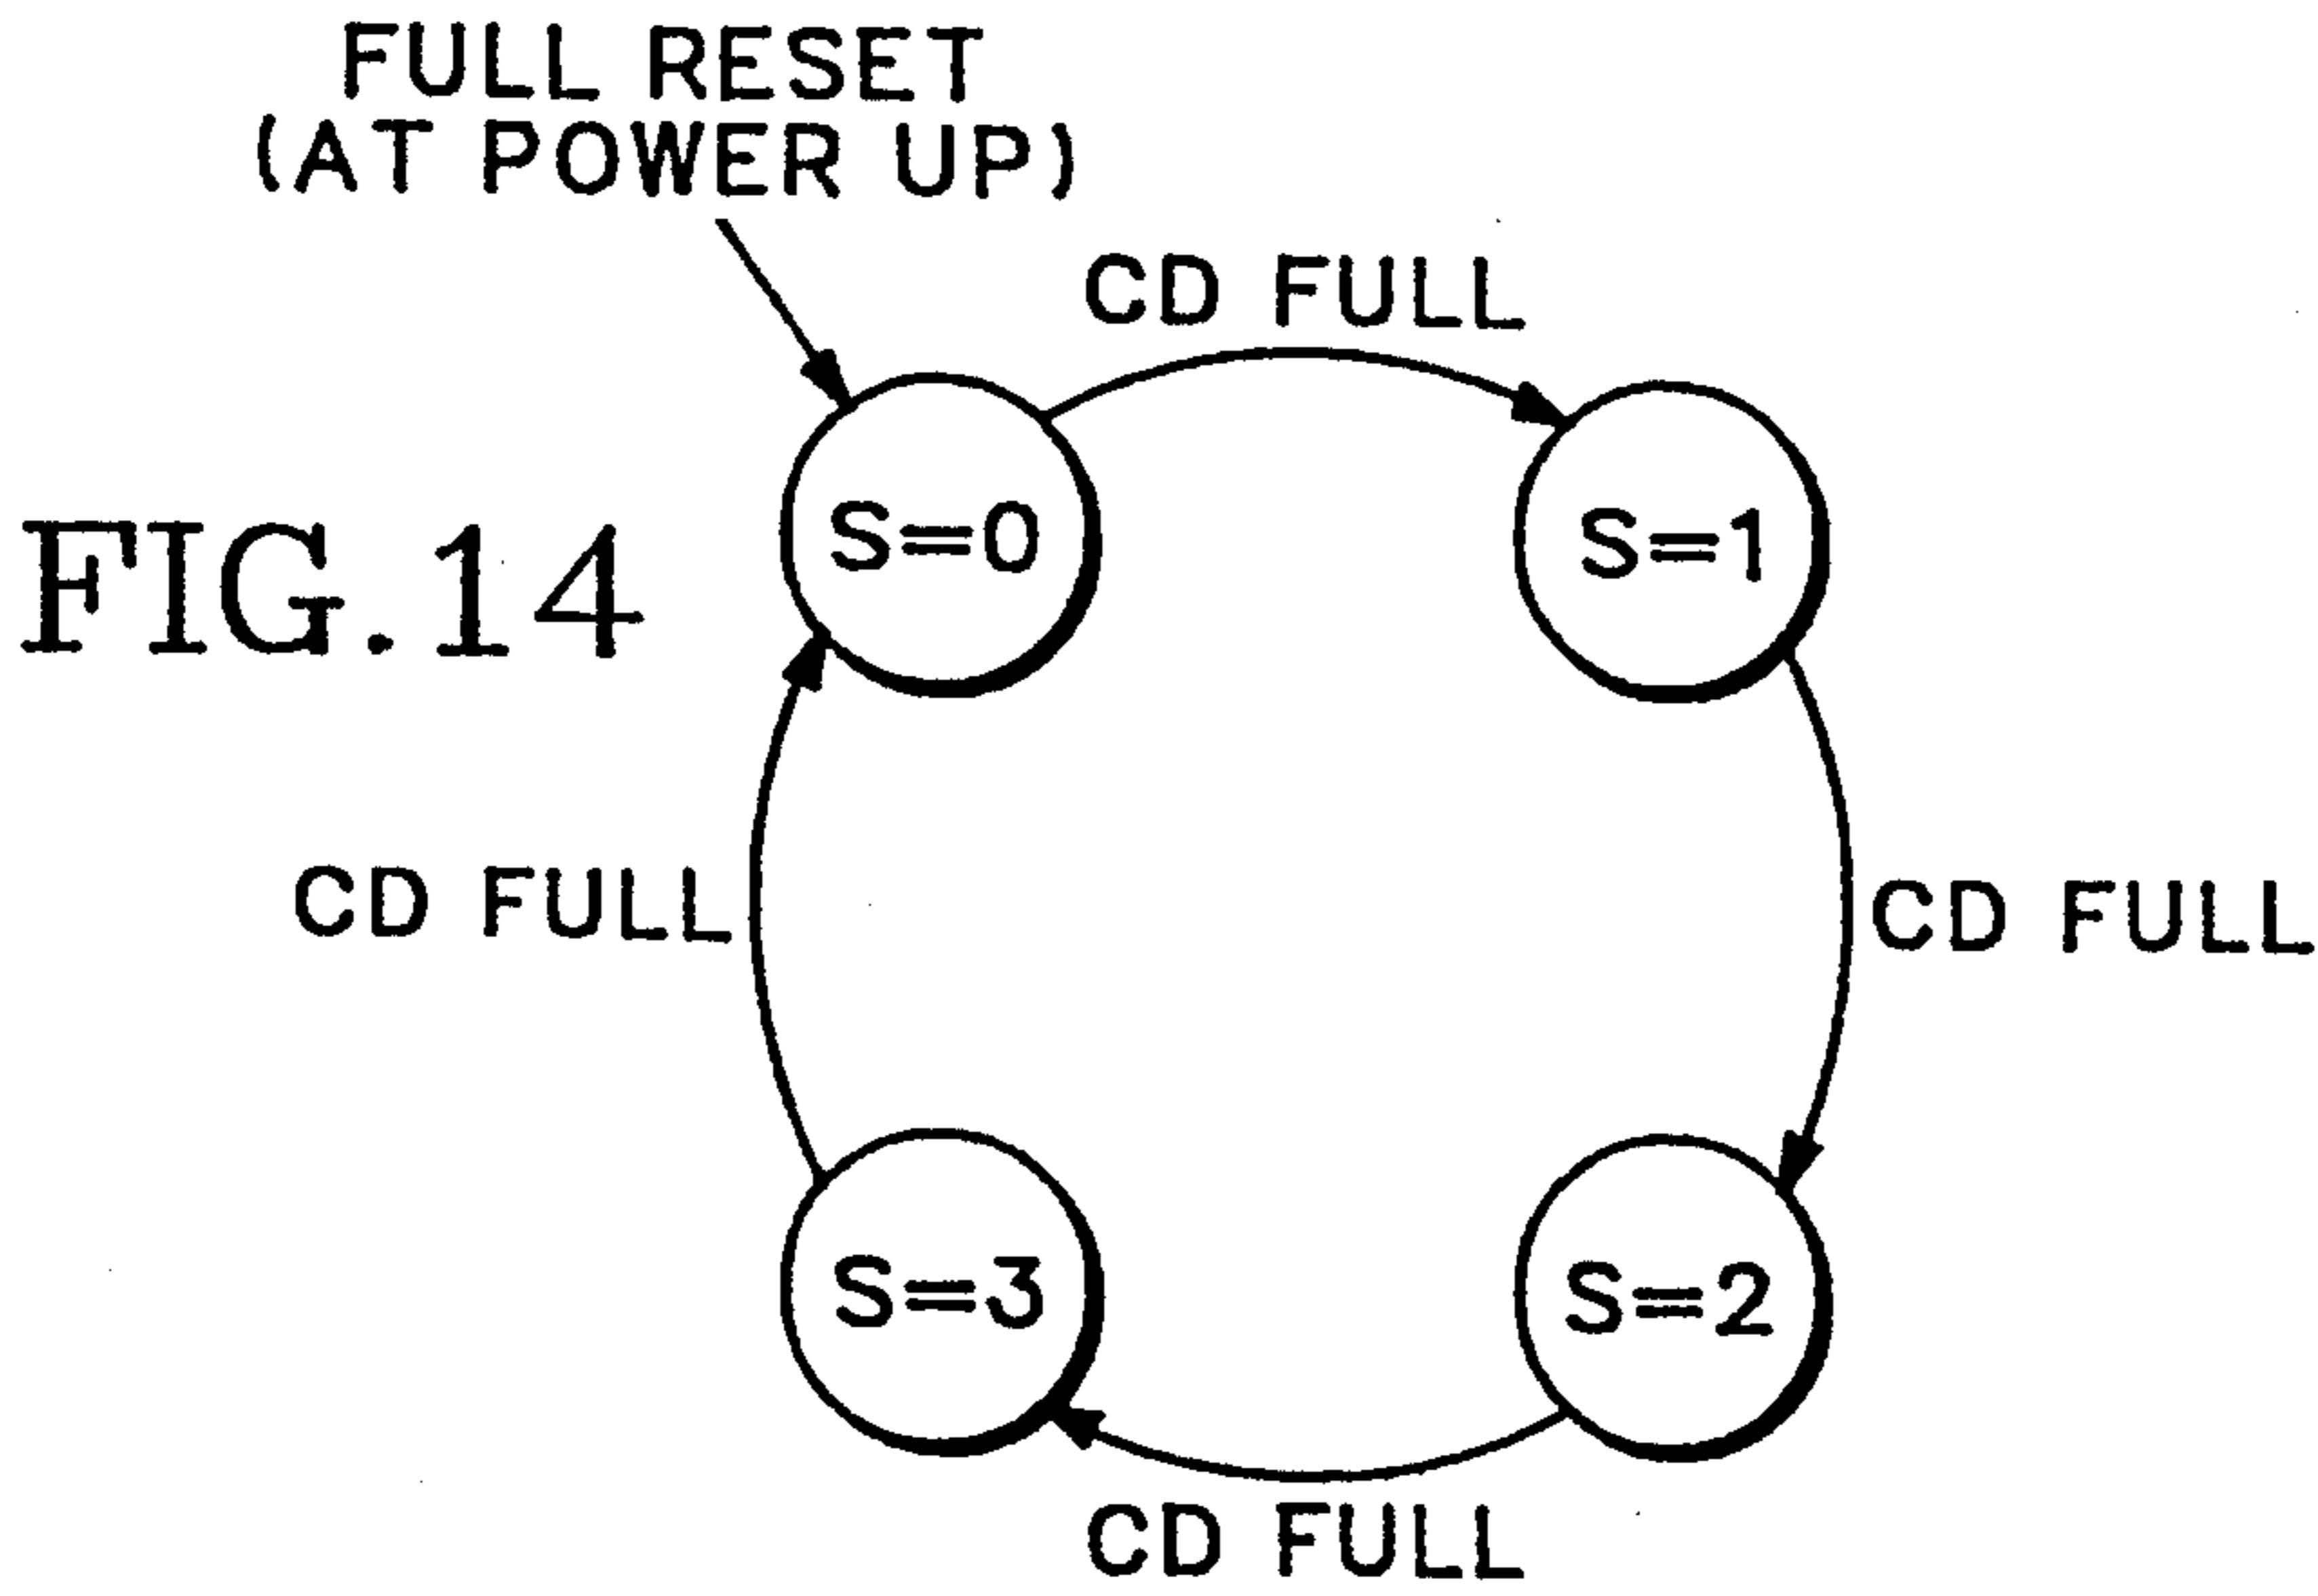 FULL RESET
(AT POWER UP)
CD FULL
S=0
S=1
FIG.14
CD FULL
CD FULL
S=3
S=2
CD FULL